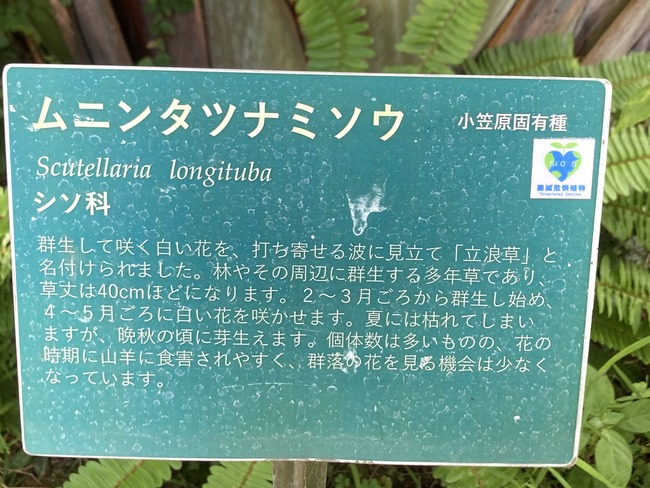 ムニンタツナミソウ 小笠原固有種
Scutellaria longituba
シソ科
SOS
絶滅危惧植物
Threatened Species
群生して咲く白い花を、打ち寄せる波に見立て「立浪草」と
名付けられました。林やその周辺に群生する多年草であり、
草丈は40cmほどになります。2～3月ごろから群生し始め、
4～5月ごろに白い花を咲かせます。夏には枯れてしまい
ますが、晩秋の頃に芽生えます。個体数は多いものの、花の
時期に山羊に食害されやすく、群落の花を見る機会は少なく
なっています。